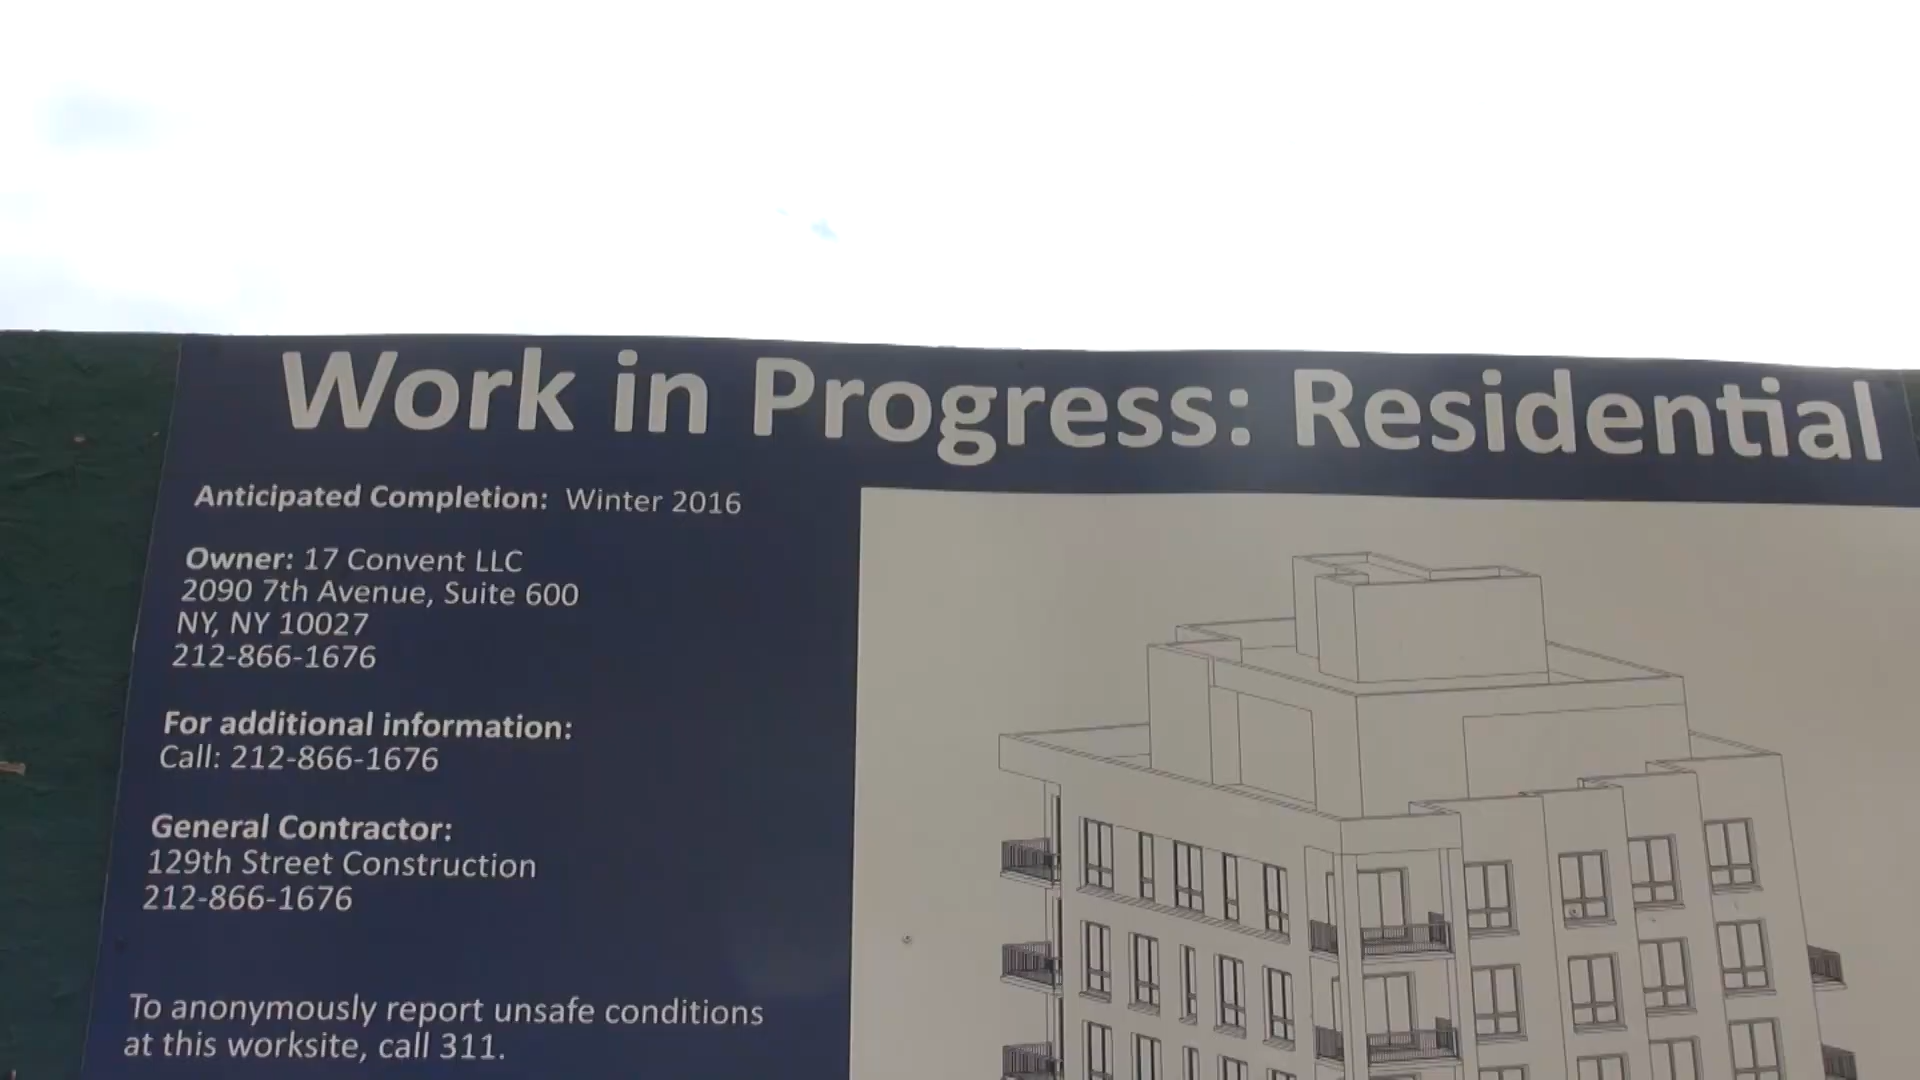 Work in Progress: Residential
Anticipated Completion: Winter 2016
Owner: 17 Convent LLC
2090 7th Avenue, Suite 600
NY, NY 10027
212-866-1676
For additional information:
Call: 212-866-1676
General Contractor:
129th Street Construction
212-866-1676
To anonymously report unsafe conditions
at this worksite, call 311.